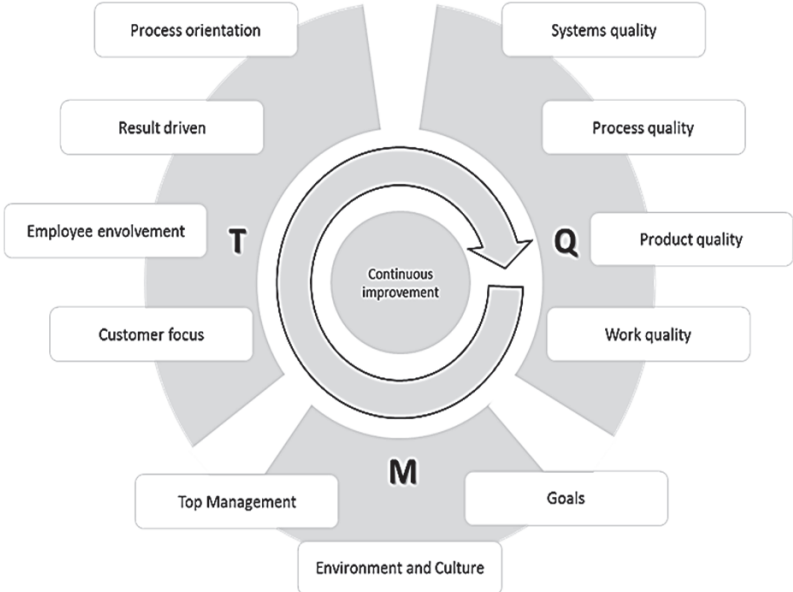 Process orientation
Systems quality
Result driven
Process quality
Employee envolvement
T
Q
Product quality
Continuous
improvement
Customer focus
Work quality
M
Top Management
Goals
Environment and Culture